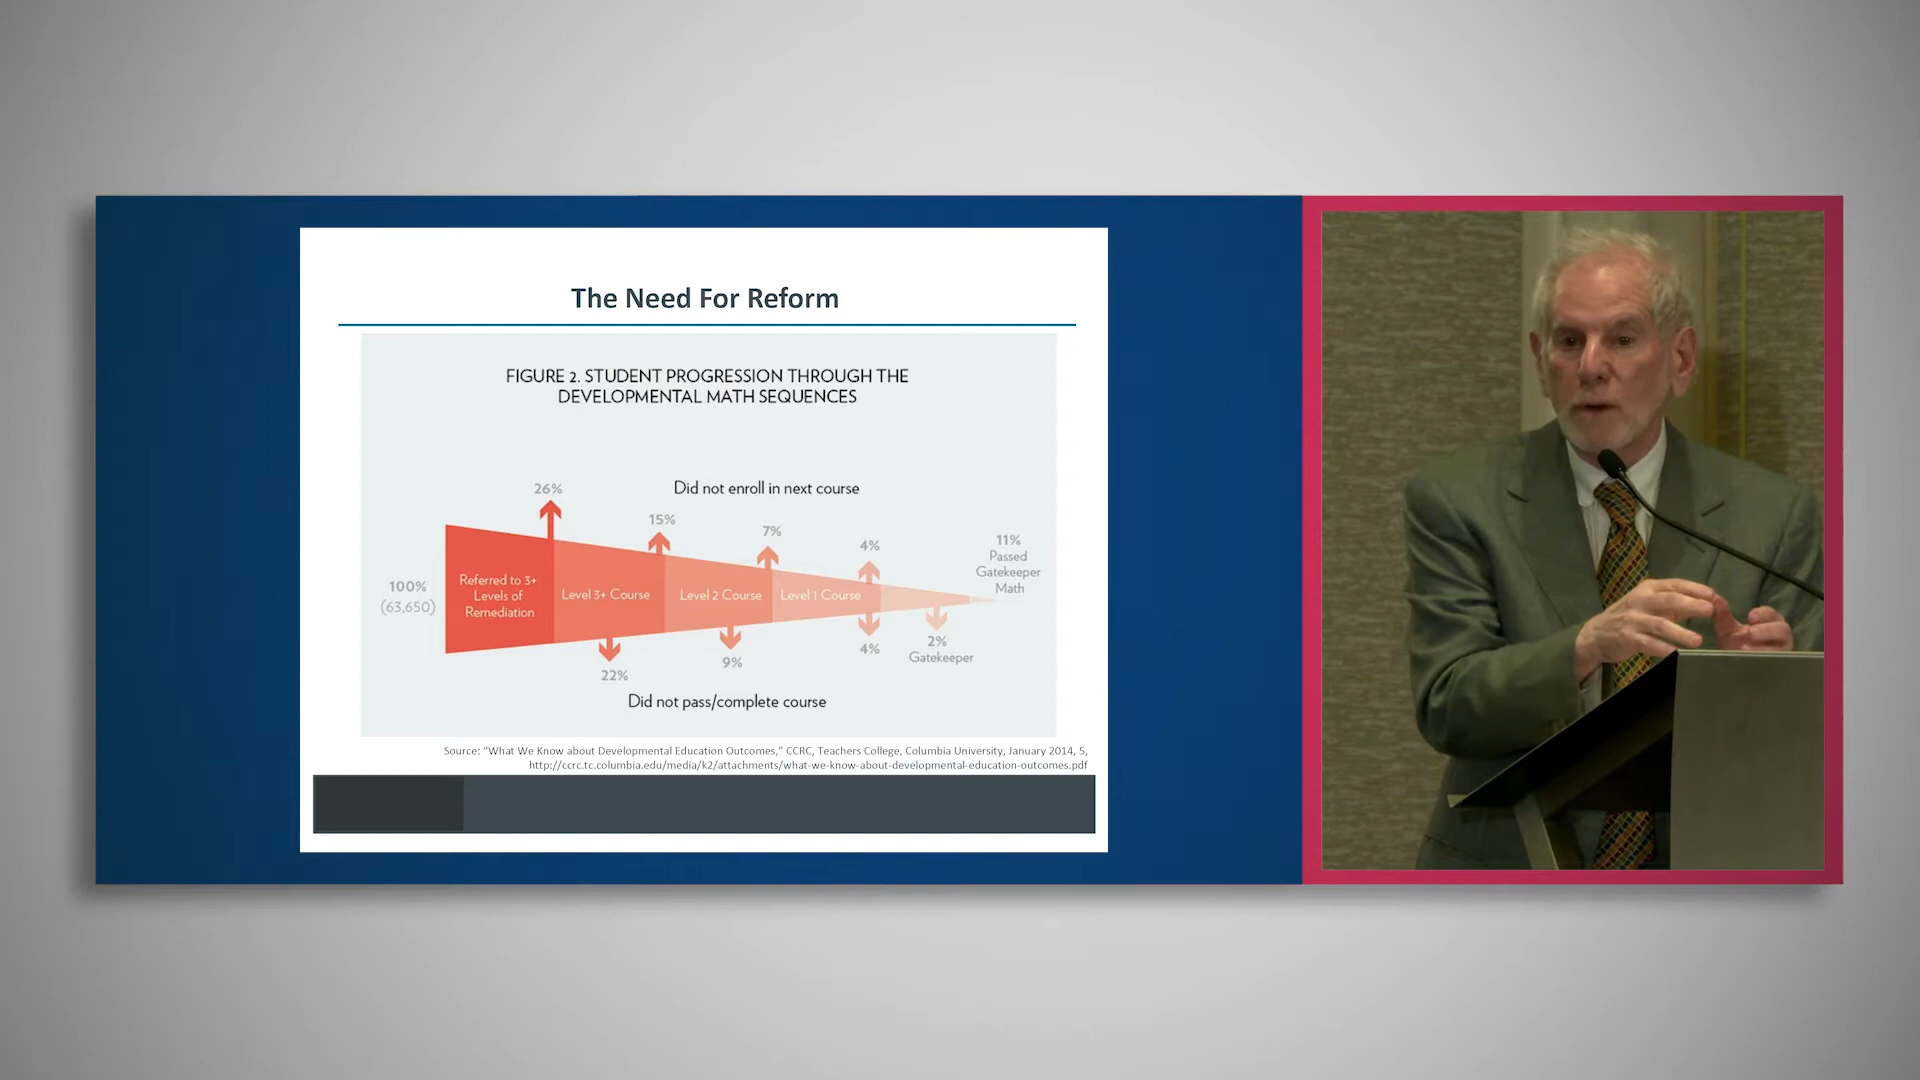 The Need For Reform
FIGURE 2. STUDENT PROGRESSION THROUGH THE
DEVELOPMENTAL MATH SEQUENCES
26%
Did not enroll in next course
15%
7%
4%
11%
Passed
Gatekeeper
Math
100%
(63,650)
Referred to 3+
Levels of
Remediation
Level 3+ Course
Level 2 Course
Level 1 Course
22%
9%
4%
2%
Gatekeeper
Did not pass/complete course
Source: “What We Know about Developmental Education Outcomes,” CCRC, Teachers College, Columbia University, January 2014, 5,
http://ccrc.tc.columbia.edu/media/k2/attachments/what-we-know-about-developmental-education-outcomes.pdf